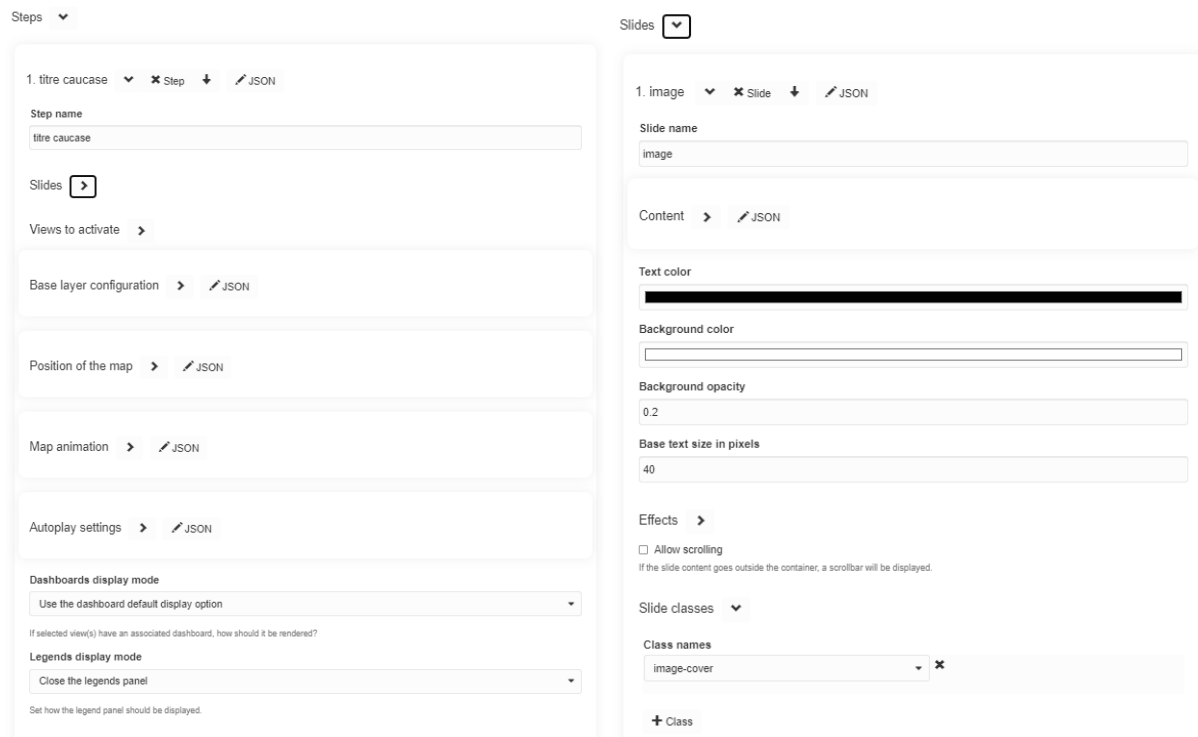 Steps
1. titre caucase
Step
JSON
Step name
titre caucase
Slides
Views to activate
Base layer configuration
JSON
Position of the map
JSON
Map animation
JSON
Autoplay settings
JSON
Dashboards display mode
Use the dashboard default display option
If selected view(s) have an associated dashboard, how should it be rendered?
Legends display mode
Close the legends panel
Set how the legend panel should be displayed.
Slides
1. image
Slide
JSON
Slide name
image
Content
JSON
Text color
Background color
Background opacity
0.2
Base text size in pixels
40
Effects
Allow scrolling
If the slide content goes outside the container, a scrollbar will be displayed.
Slide classes
Class names
image-cover
Class